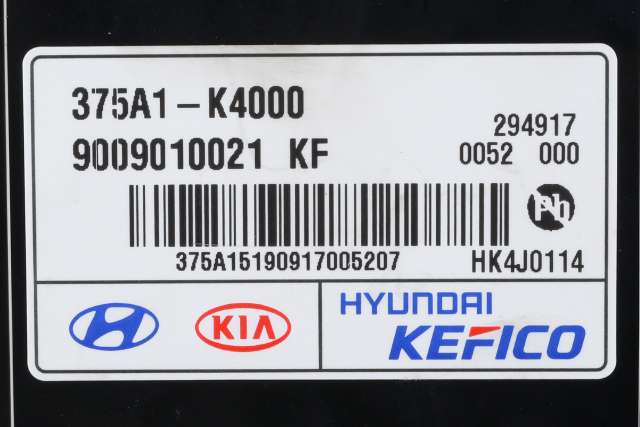 375A1-K4000
9009010021 KF
294917
0052 000
Pb
375A15190917005207
HK4J0114
KIA
HYUNDAI
KEFICO